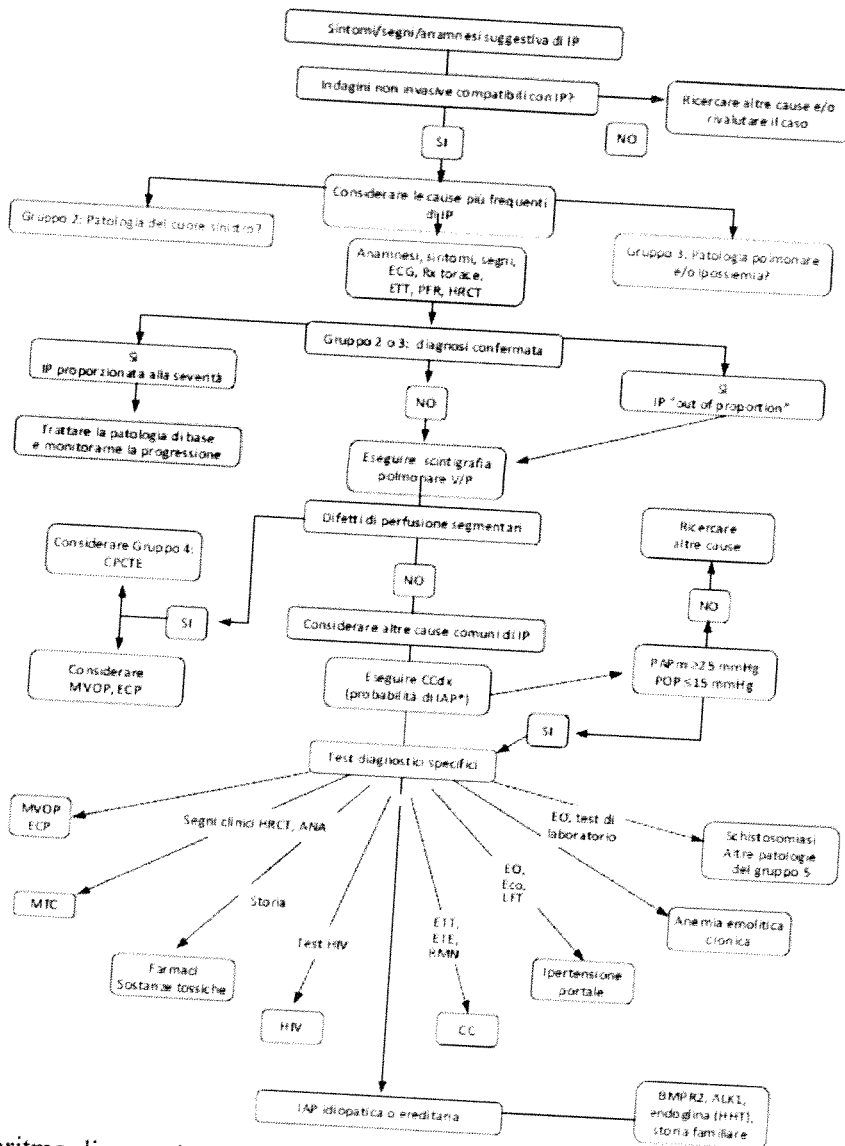 Sintomi/segni/anamnesi suggestiva di IP
Indagini non invasive compatibili con IP?
Ricercare altre cause e/o
rivalutare il caso
SI
NO
Considerare le cause più frequenti
di IP
Gruppo 2: Patologia del cuore sinistro?
Gruppo 3. Patologia polmonare
e/o ipossiemia?
Anamnesi, sintomi, segni,
ECG, Rx torace,
ETT, PFR, HRCT
Gruppo 2 o 3: diagnosi confermata
SI
IP proporzionata alla severità
NO
SI
IP "out of proportion"
Trattare la patologia di base
e monitorarne la progressione
Eseguire scintigrafia
polmonare V/P
Difetti di perfusione segmentari
Considerare Gruppo 4:
CPCTE
Ricercare
altre cause
NO
NO
SI
Considerare altre cause comuni di IP
Considerare
MVOP, ECP
Eseguire CCdx
(probabilità di IAP*)
PAPm ≥25 mmHg
POP ≤15 mmHg
SI
Test diagnostici specifici
MVOP
ECP
Segni clinici HRCT, ANA
EO, test di
laboratorio
Schistosomiasi
Altre patologie
del gruppo 5
MTC
Storia
EO,
Eco,
LFT
Test HIV
ETT,
ETE,
RMN
Anemia emolitica
cronica
Farmaci
Sostanze tossiche
Ipertensione
portale
HIV
CC
IAP idiopatica o ereditaria
BMPR2, ALK1,
endoglina (HHT),
storia familiare